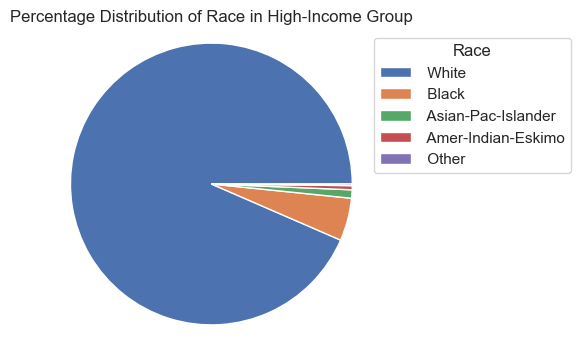 Percentage Distribution of Race in High-Income Group
Race
White
Black
Asian-Pac-Islander
Amer-Indian-Eskimo
Other